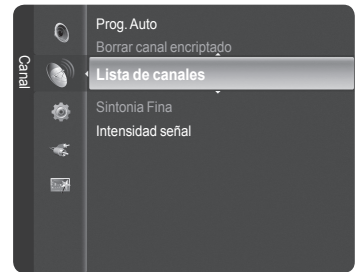 Canal
Prog. Auto
Borrar canal encriptado
Lista de canales
Sintonia Fina
Intensidad señal